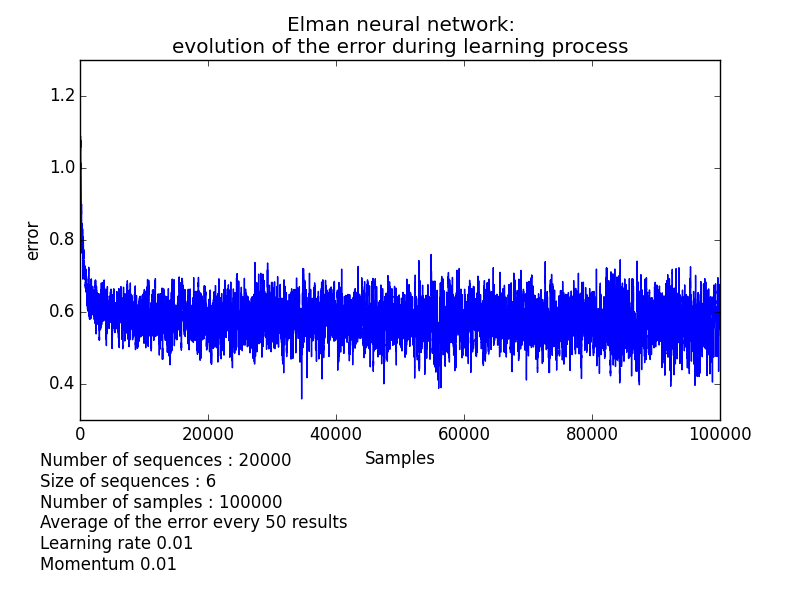 Elman neural network:
evolution of the error during learning process
error
1.2
1.0
0.8
0.6
0.4
0 20000 40000 60000 80000 100000
Samples
Number of sequences : 20000
Size of sequences : 6
Number of samples : 100000
Average of the error every 50 results
Learning rate 0.01
Momentum 0.01